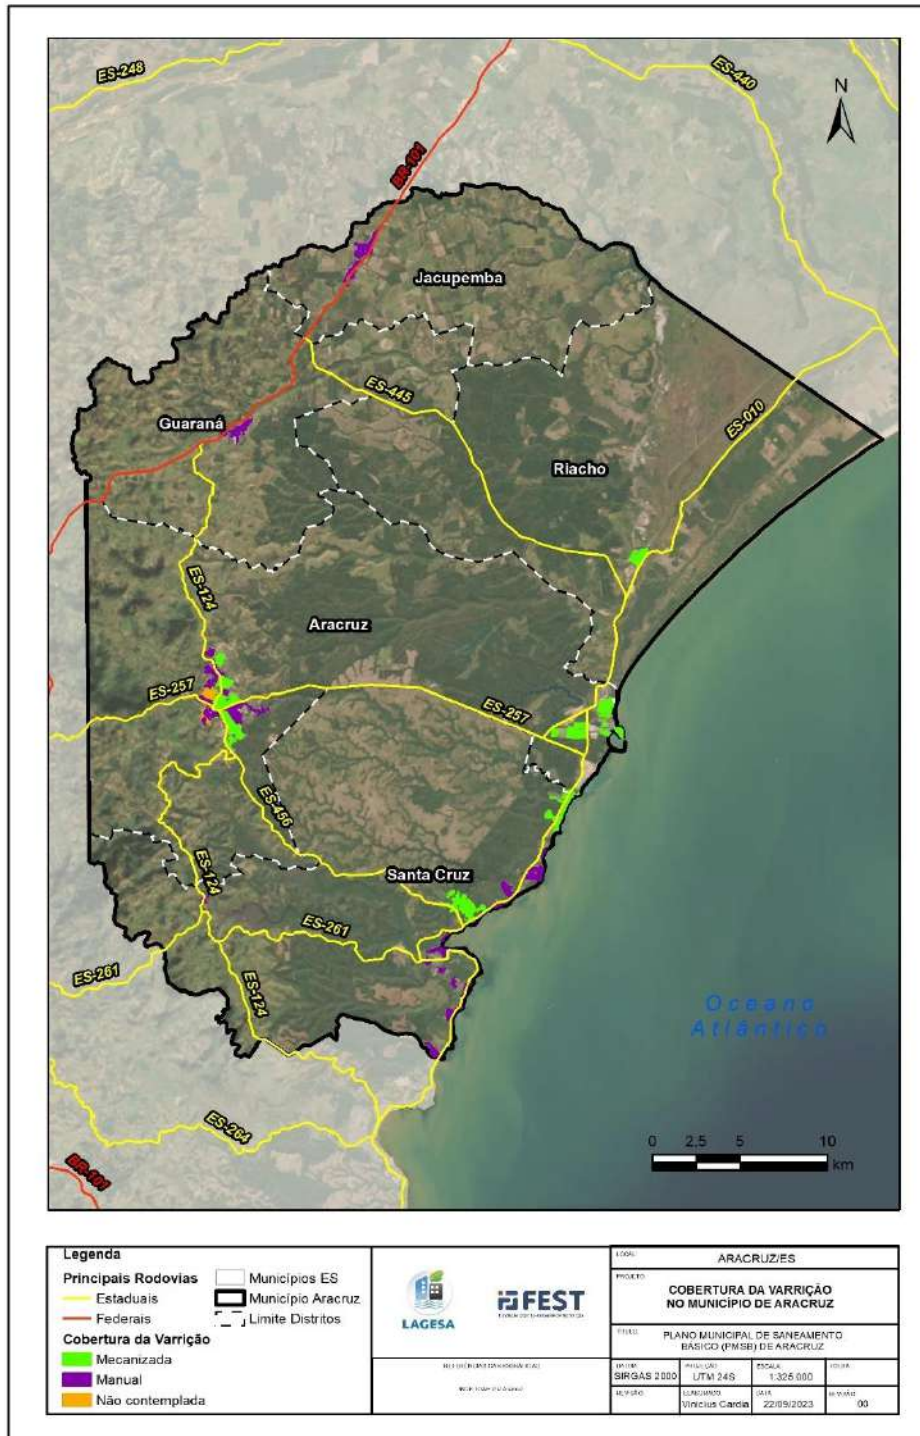 ES-248
ES-440
N
BR-101
Jacupemba
ES-445
ES-010
Guaraná
Riacho
ES-124
Aracruz
ES-257
ES-257
ES-456
Santa Cruz
ES-124
ES-261
ES-261
ES-124
Oceano
Atlântico
ES-264
0 2,5 5 10
km
BR-101
Legenda
Principais Rodovias
Estaduais
Federais
Municípios ES
Município Aracruz
Limite Distritos
Cobertura da Varrição
Mecanizada
Manual
Não contemplada
LAGESA
FEST
LOCAL:
ARACRUZ/ES
PROJETO:
COBERTURA DA VARRIÇÃO
NO MUNICÍPIO DE ARACRUZ
PLANO MUNICIPAL DE SANEAMENTO
BÁSICO (PMSB) DE ARACRUZ
SIRGAS 2000
UTM 24S
ESCALA:
1:325.000
Vinicius Cardia
DATA:
22/09/2023
00